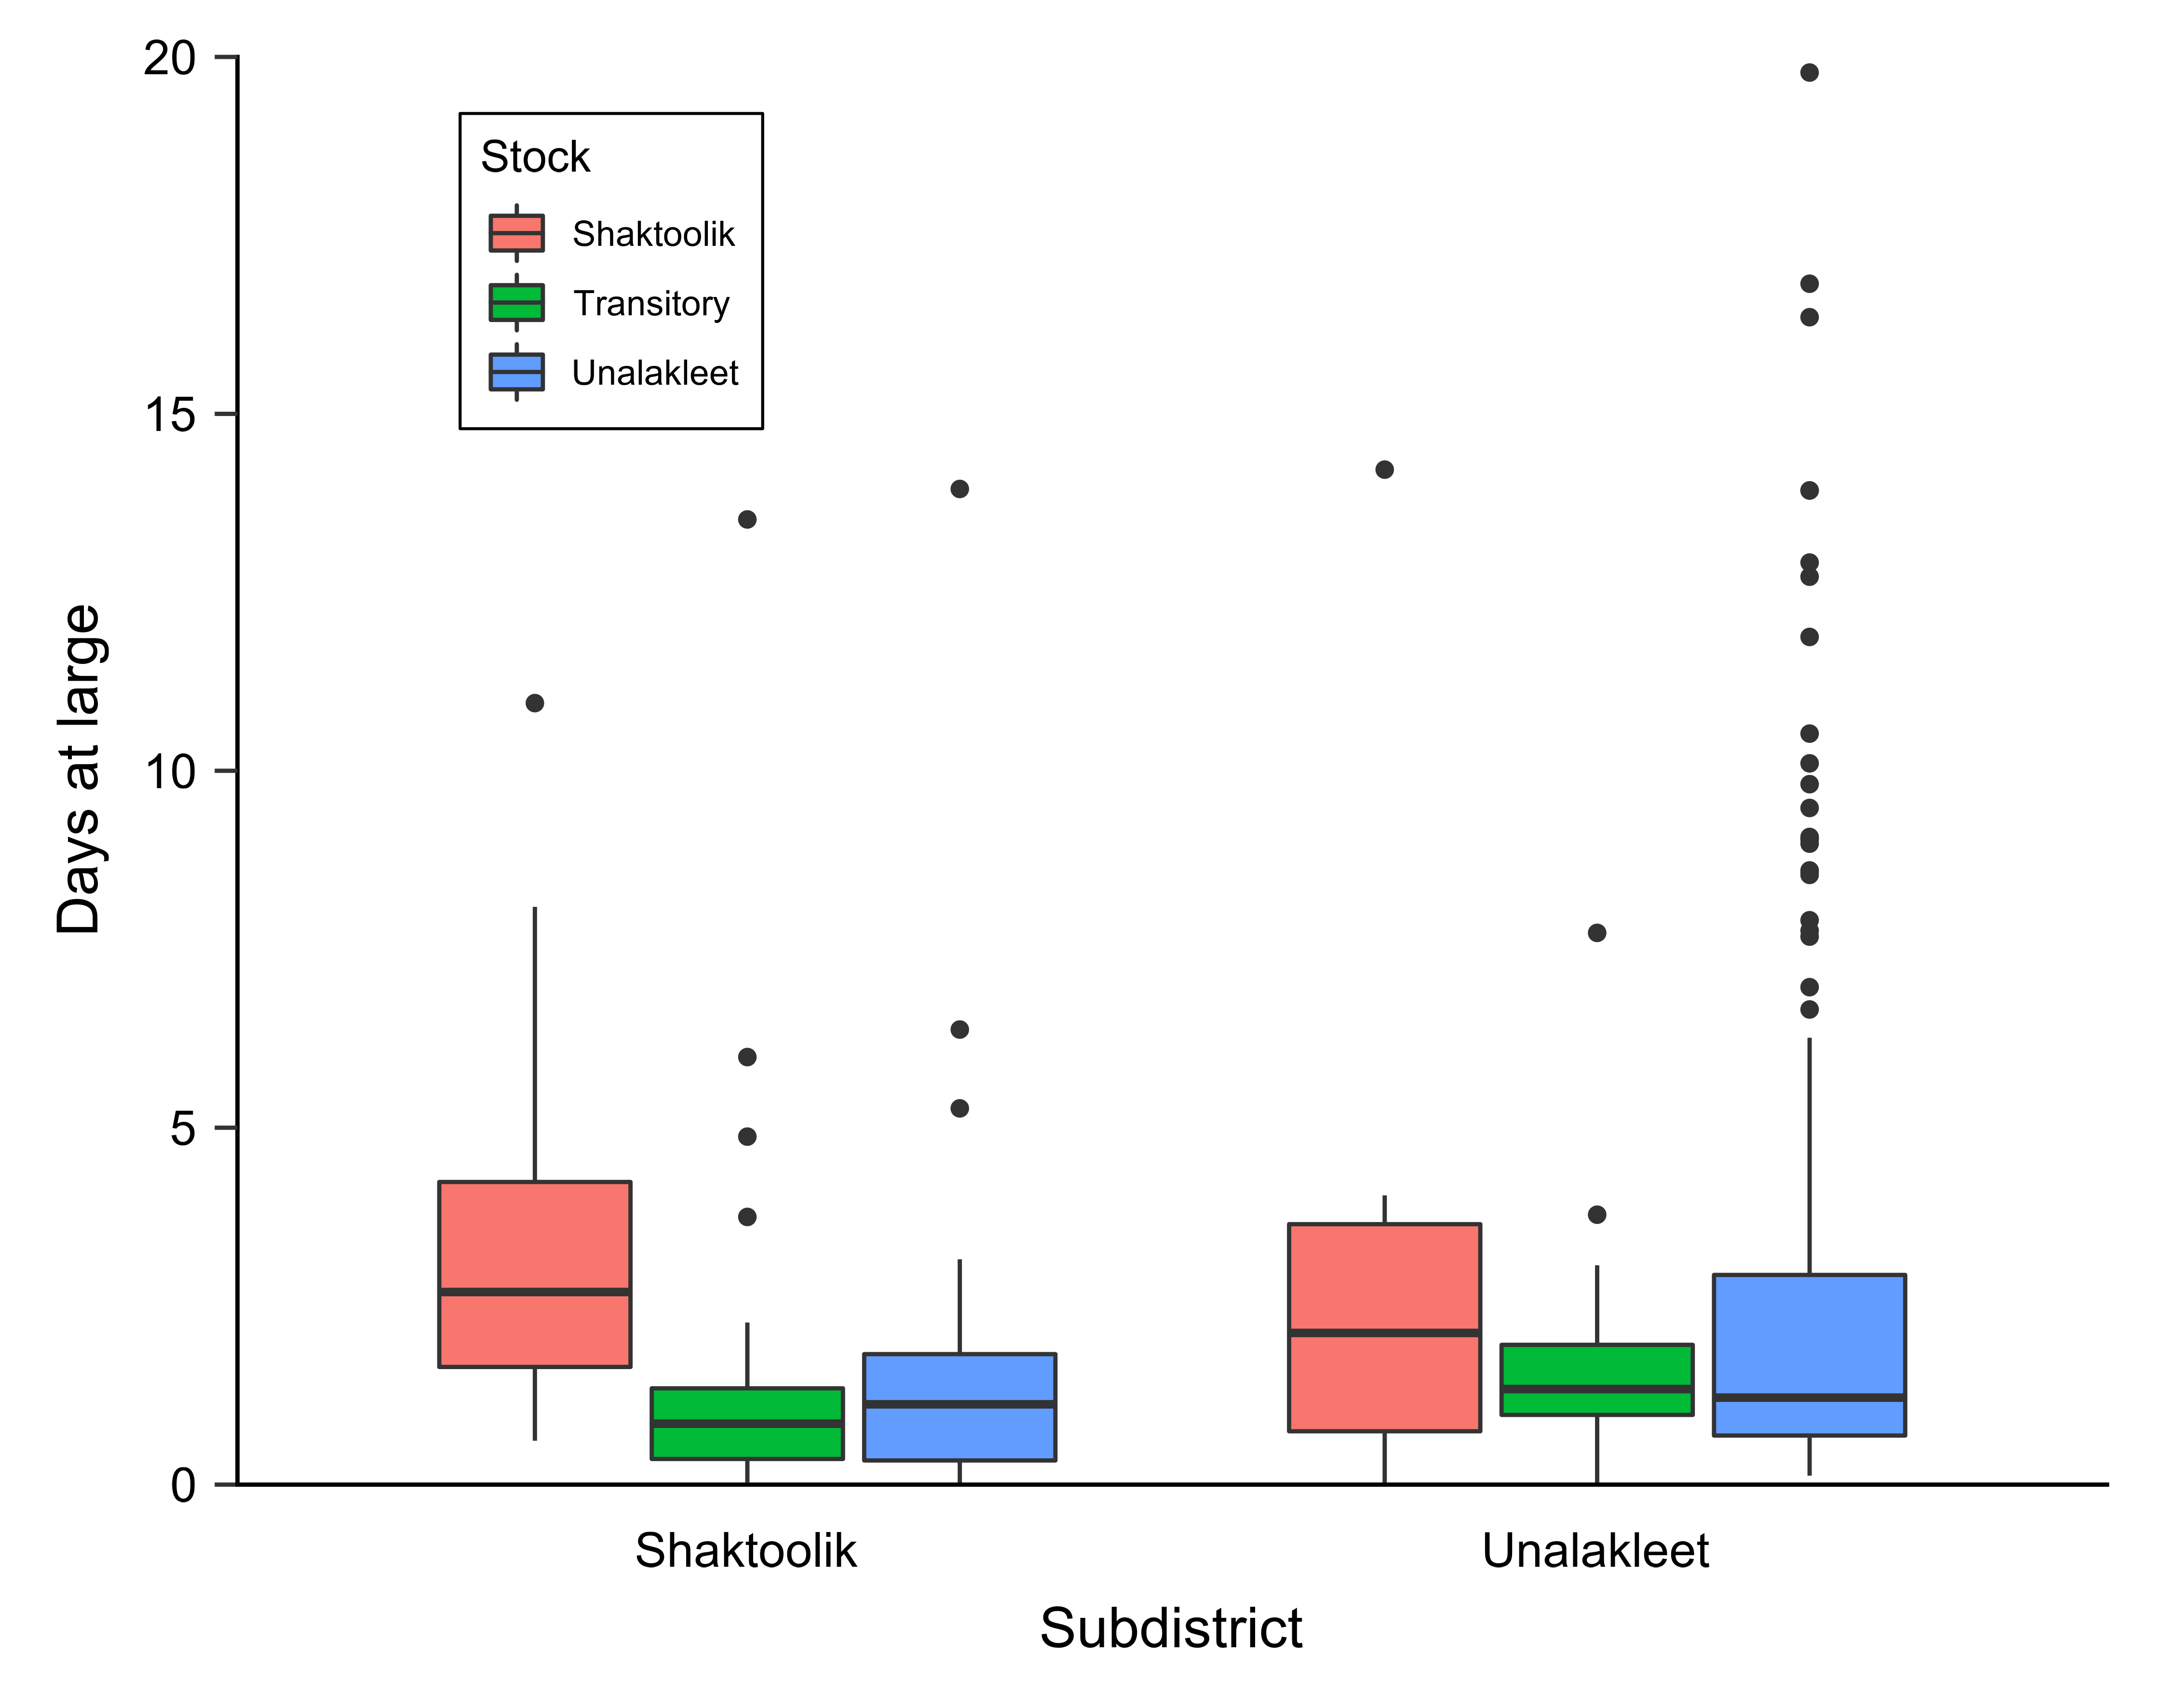 20
15
10
5
0
Days at large
Stock
Shaktoolik
Transitory
Unalakleet
Shaktoolik
Unalakleet
Subdistrict